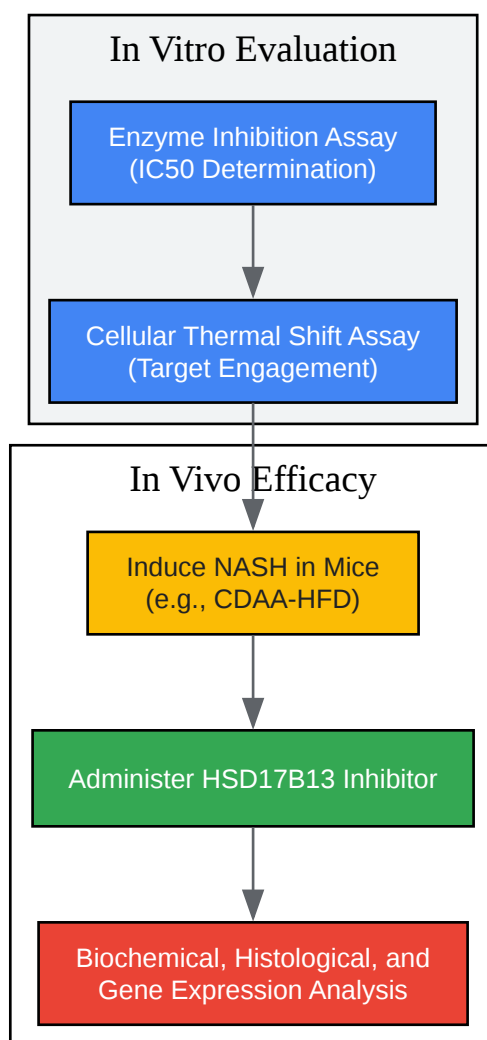 In Vitro Evaluation
Enzyme Inhibition Assay
(IC50 Determination)
Cellular Thermal Shift Assay
(Target Engagement)
In Vivo Efficacy
Induce NASH in Mice
(e.g., CDAA-HFD)
Administer HSD17B13 Inhibitor
Biochemical, Histological, and
Gene Expression Analysis